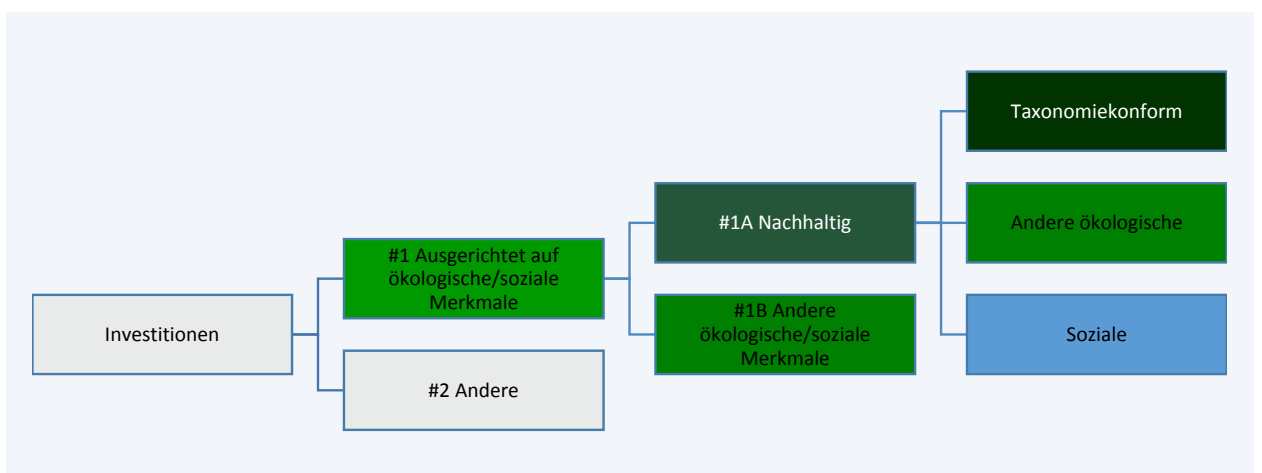 Investitionen
#1 Ausgerichtet auf
ökologische/soziale
Merkmale
#2 Andere
#1A Nachhaltig
#1B Andere
ökologische/soziale
Merkmale
Taxonomiekonform
Andere ökologische
Soziale